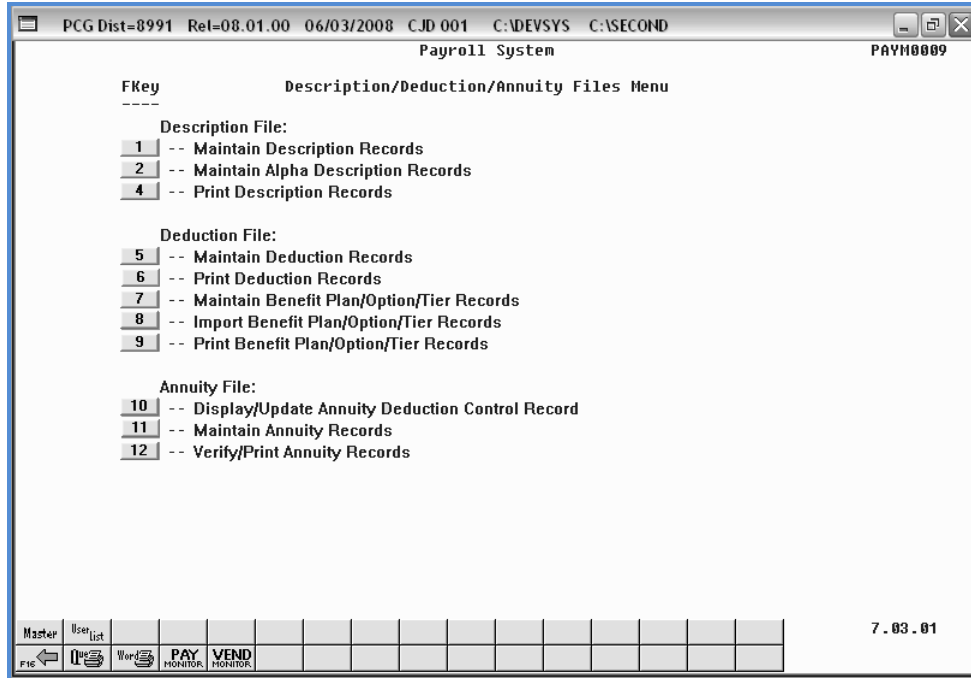 PCG Dist=8991 Rel=08.01.00 06/03/2008 CJD 001 C:\DEVSYS C:\SECOND
Payroll System PAYM0009
FKey Description/Deduction/Annuity Files Menu
----
Description File:
1 -- Maintain Description Records
2 -- Maintain Alpha Description Records
4 -- Print Description Records
Deduction File:
5 -- Maintain Deduction Records
6 -- Print Deduction Records
7 -- Maintain Benefit Plan/Option/Tier Records
8 -- Import Benefit Plan/Option/Tier Records
9 -- Print Benefit Plan/Option/Tier Records
Annuity File:
10 -- Display/Update Annuity Deduction Control Record
11 -- Maintain Annuity Records
12 -- Verify/Print Annuity Records
Master User List 7.03.01
F16 Que Word PAY MONITOR VEND MONITOR